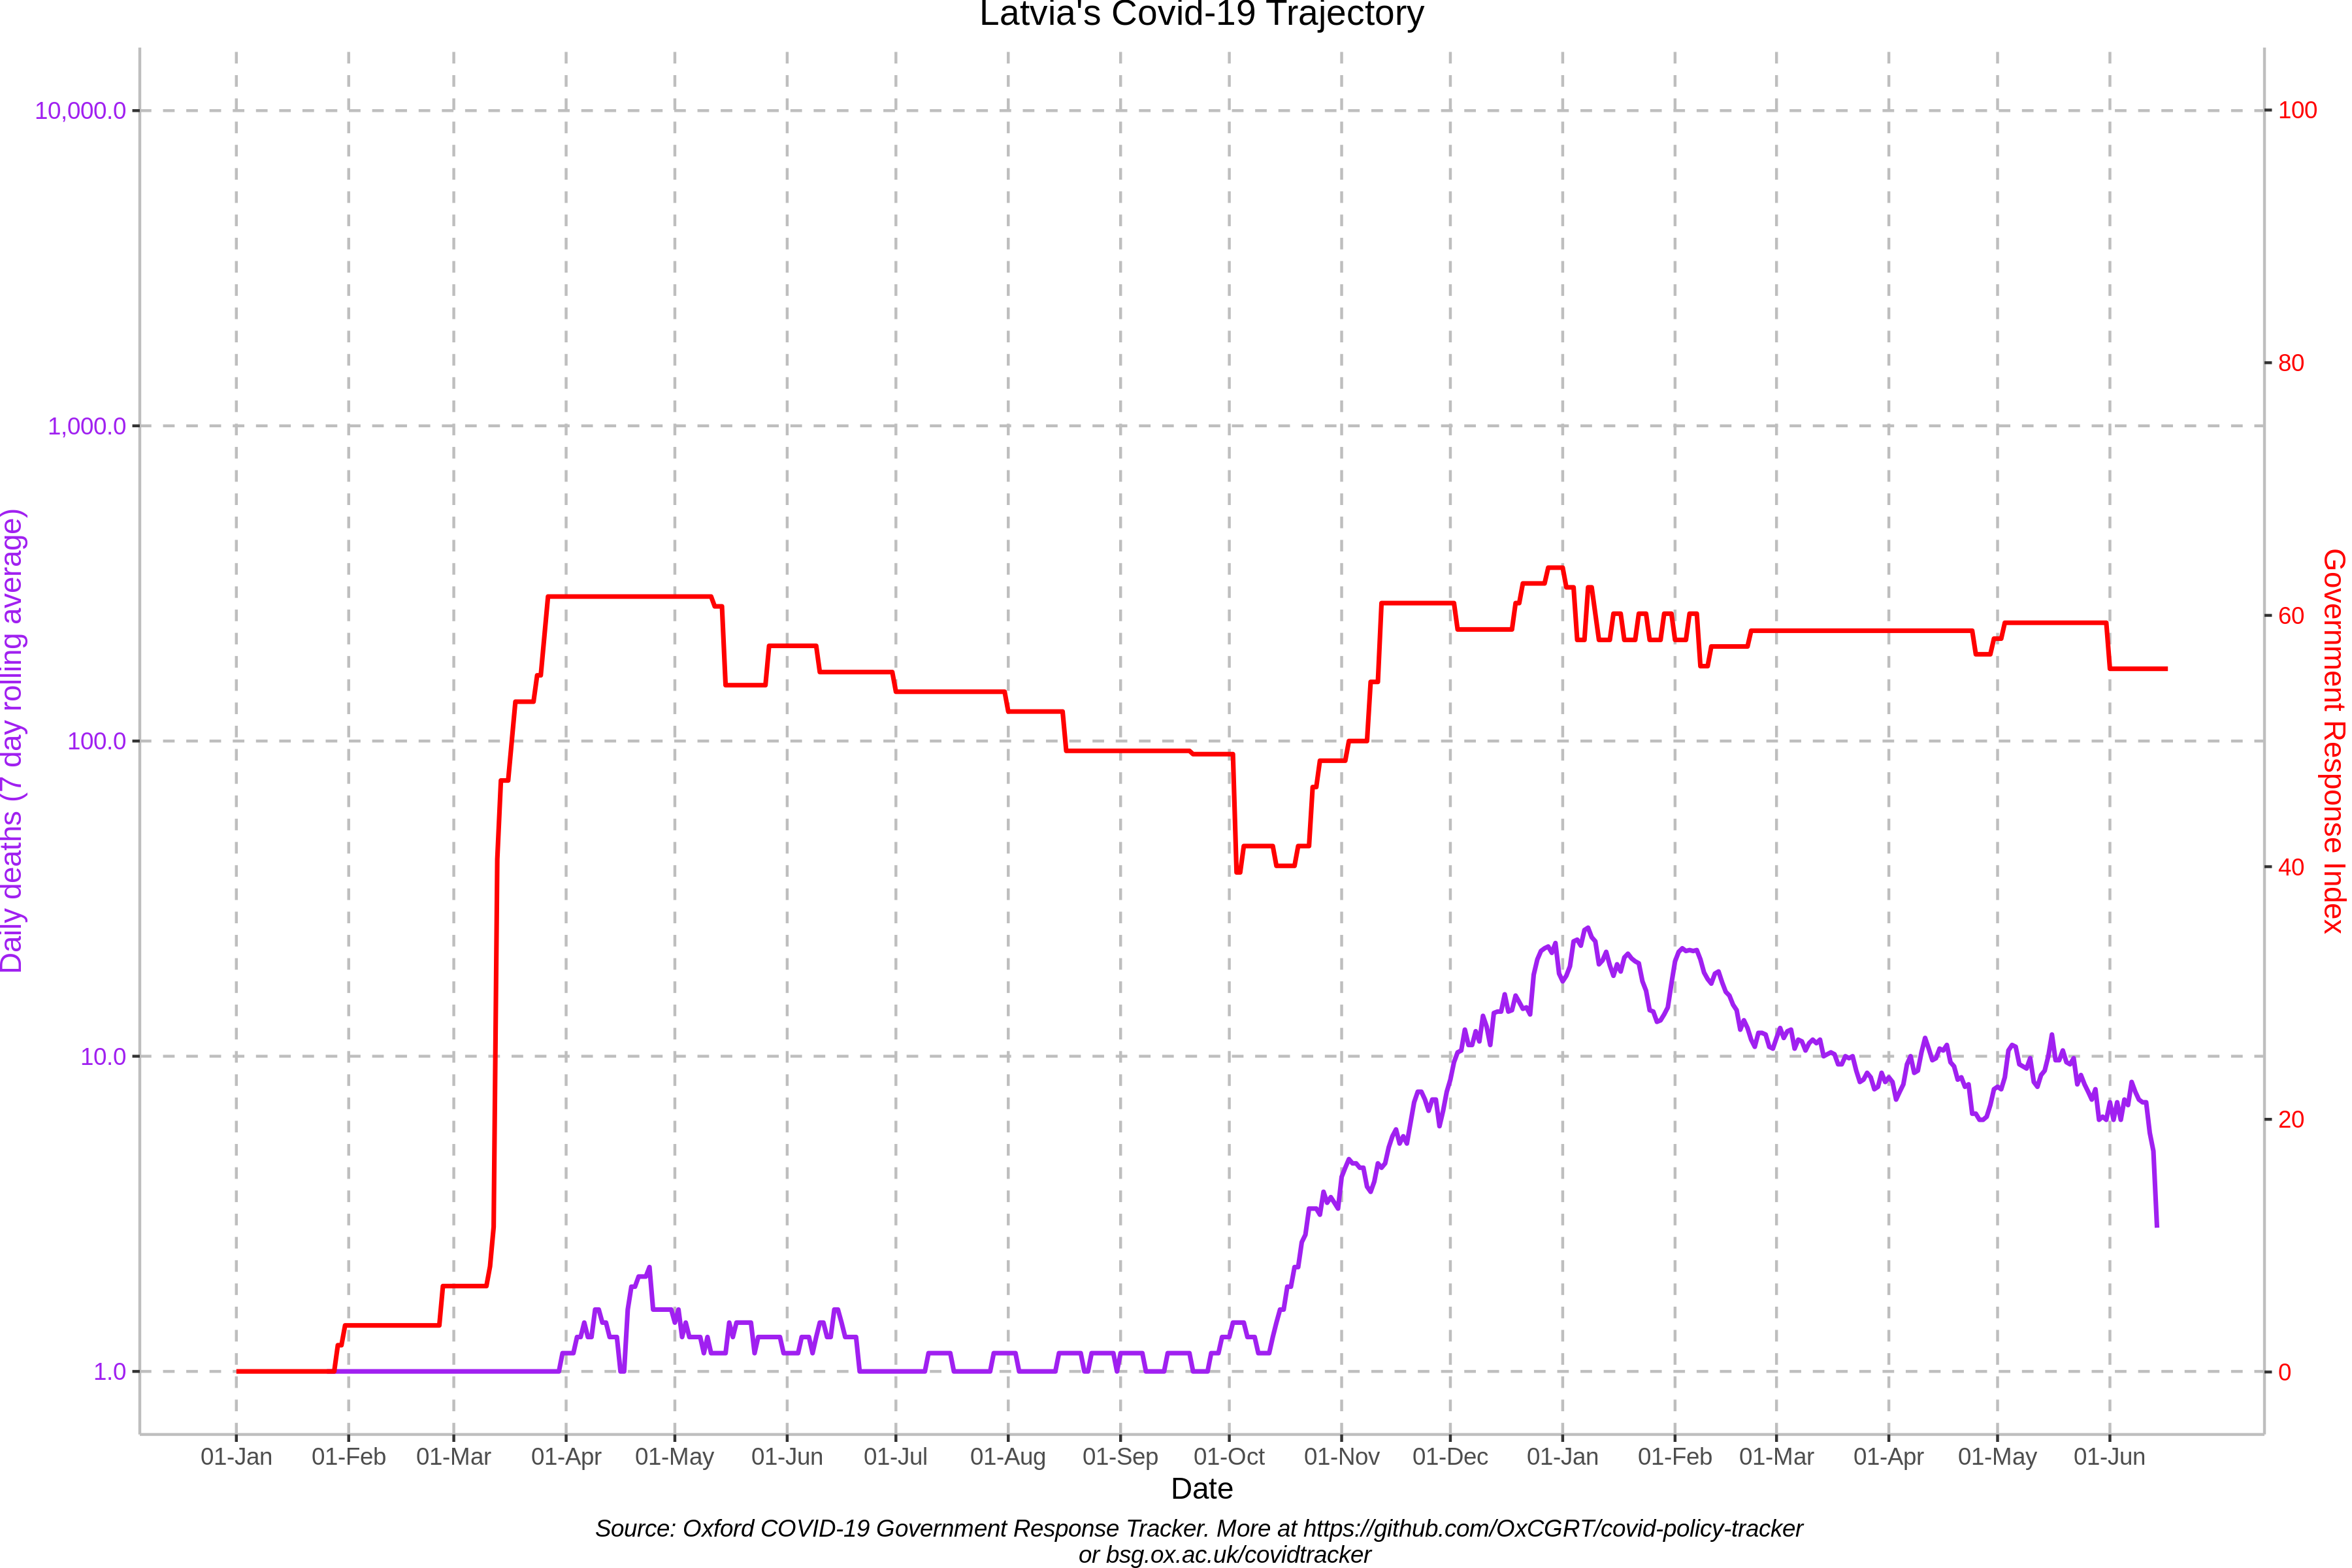 Latvia's Covid-19 Trajectory
Daily deaths (7 day rolling average)
10,000.0
1,000.0
100.0
10.0
1.0
100
80
60
40
20
0
Government Response Index
01-Jan 01-Feb 01-Mar 01-Apr 01-May 01-Jun 01-Jul 01-Aug 01-Sep 01-Oct 01-Nov 01-Dec 01-Jan 01-Feb 01-Mar 01-Apr 01-May 01-Jun
Date
Source: Oxford COVID-19 Government Response Tracker. More at https://github.com/OxCGRT/covid-policy-tracker
or bsg.ox.ac.uk/covidtracker